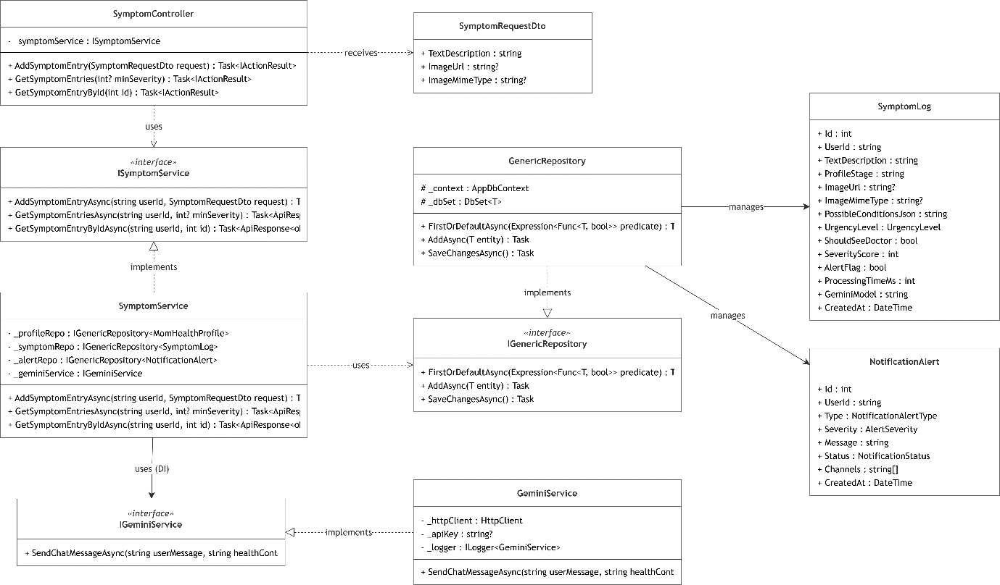 SymptomController
- _symptomService : ISymptomService
+ AddSymptomEntry(SymptomRequestDto request) : Task<IActionResult>
+ GetSymptomEntries(int? minSeverity) : Task<IActionResult>
+ GetSymptomEntryById(int id) : Task<IActionResult>
receives
SymptomRequestDto
+ TextDescription : string
+ ImageUrl : string?
+ ImageMimeType : string?
uses
«interface»
ISymptomService
+ AddSymptomEntryAsync(string userId, SymptomRequestDto request) : T
+ GetSymptomEntriesAsync(string userId, int? minSeverity) : Task<ApiRes
+ GetSymptomEntryByIdAsync(string userId, int id) : Task<ApiResponse<ol
implements
SymptomService
- _profileRepo : IGenericRepository<MomHealthProfile>
- _symptomRepo : IGenericRepository<SymptomLog>
- _alertRepo : IGenericRepository<NotificationAlert>
- _geminiService : IGeminiService
+ AddSymptomEntryAsync(string userId, SymptomRequestDto request) : T
+ GetSymptomEntriesAsync(string userId, int? minSeverity) : Task<ApiRes
+ GetSymptomEntryByIdAsync(string userId, int id) : Task<ApiResponse<ol
uses (DI)
«interface»
IGeminiService
+ SendChatMessageAsync(string userMessage, string healthCont
GenericRepository
# _context : AppDbContext
# _dbSet : DbSet<T>
+ FirstOrDefaultAsync(Expression<Func<T, bool>> predicate) : T
+ AddAsync(T entity) : Task
+ SaveChangesAsync() : Task
implements
uses
«interface»
IGenericRepository
+ FirstOrDefaultAsync(Expression<Func<T, bool>> predicate) : T
+ AddAsync(T entity) : Task
+ SaveChangesAsync() : Task
implements
GeminiService
- _httpClient : HttpClient
- _apiKey : string?
- _logger : ILogger<GeminiService>
+ SendChatMessageAsync(string userMessage, string healthCont
manages
manages
SymptomLog
+ Id : int
+ UserId : string
+ TextDescription : string
+ ProfileStage : string
+ ImageUrl : string?
+ ImageMimeType : string?
+ PossibleConditionsJson : string
+ UrgencyLevel : UrgencyLevel
+ ShouldSeeDoctor : bool
+ SeverityScore : int
+ AlertFlag : bool
+ ProcessingTimeMs : int
+ GeminiModel : string
+ CreatedAt : DateTime
NotificationAlert
+ Id : int
+ UserId : string
+ Type : NotificationAlertType
+ Severity : AlertSeverity
+ Message : string
+ Status : NotificationStatus
+ Channels : string[]
+ CreatedAt : DateTime